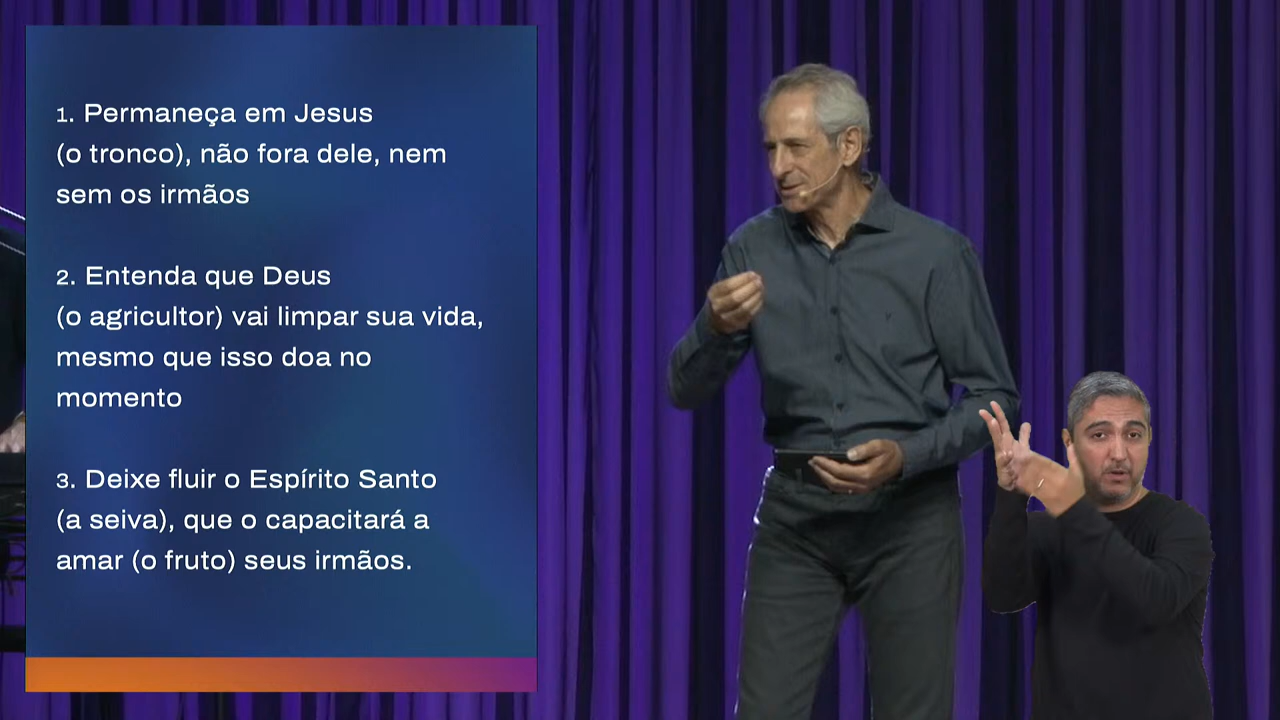 1. Permaneça em Jesus
(o tronco), não fora dele, nem
sem os irmãos
2. Entenda que Deus
(o agricultor) vai limpar sua vida,
mesmo que isso doa no
momento
3. Deixe fluir o Espírito Santo
(a seiva), que o capacitará a
amar (o fruto) seus irmãos.